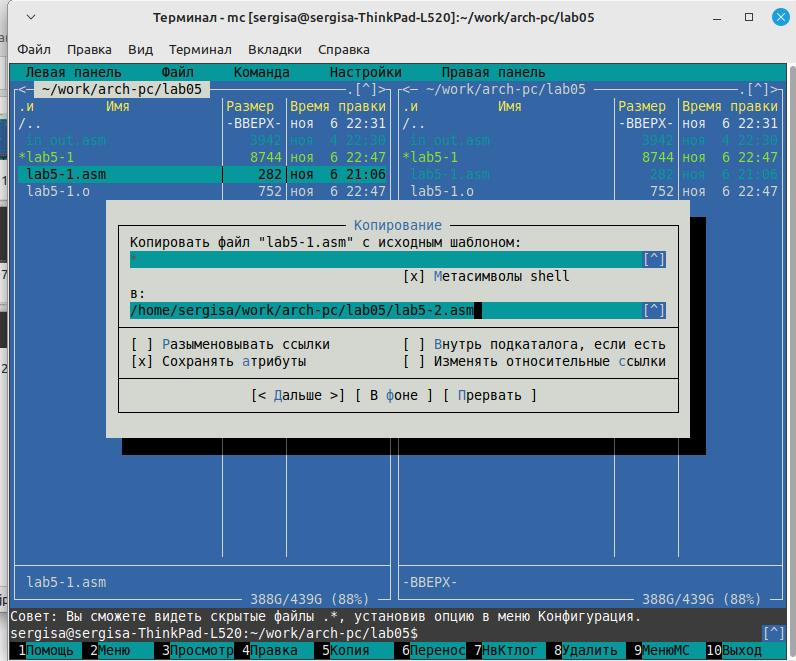 Терминал - mc [sergisa@sergisa-ThinkPad-L520]:~/work/arch-pc/lab05
Файл Правка Вид Терминал Вкладки Справка
Левая панель Файл Команда Настройки Правая панель
<─ ~/work/arch-pc/lab05 .[^]> <─ ~/work/arch-pc/lab05 .[^]>
.и Имя Размер Время правки .и Имя Размер Время правки
/.. -ВВЕРХ- ноя 6 22:31 /.. -ВВЕРХ- ноя 6 22:31
in_out.asm 3942 ноя 4 22:30 in_out.asm 3942 ноя 4 22:30
*lab5-1 8744 ноя 6 22:47 *lab5-1 8744 ноя 6 22:47
lab5-1.asm 282 ноя 6 21:06 lab5-1.asm 282 ноя 6 21:06
lab5-1.o 752 ноя 6 22:47 lab5-1.o 752 ноя 6 22:47
Копирование
Копировать файл "lab5-1.asm" с исходным шаблоном:
* [^]
[x] Метасимволы shell
в:
/home/sergisa/work/arch-pc/lab05/lab5-2.asm [^]
[ ] Разыменовывать ссылки [ ] Внутрь подкаталога, если есть
[x] Сохранять атрибуты [ ] Изменять относительные ссылки
[< Дальше >] [ В фоне ] [ Прервать ]
lab5-1.asm -ВВЕРХ-
388G/439G (88%) 388G/439G (88%)
Совет: Вы сможете видеть скрытые файлы .*, установив опцию в меню Конфигурация.
sergisa@sergisa-ThinkPad-L520:~/work/arch-pc/lab05$ [^]
1Помощь 2Меню 3Просмотр 4Правка 5Копия 6Перенос 7НвКтлог 8Удалить 9МенюMC 10Выход